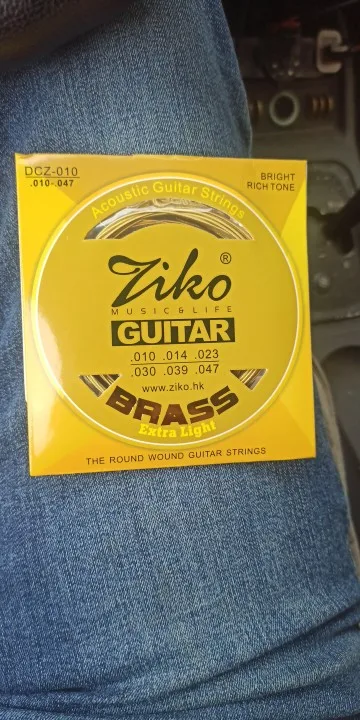 DCZ-010
.010-.047
BRIGHT
RICH TONE
Acoustic Guitar Strings
Ziko®
MUSIC & LIFE
GUITAR
.010 .014 .023
.030 .039 .047
www.ziko.hk
BRASS
Extra Light
THE ROUND WOUND GUITAR STRINGS